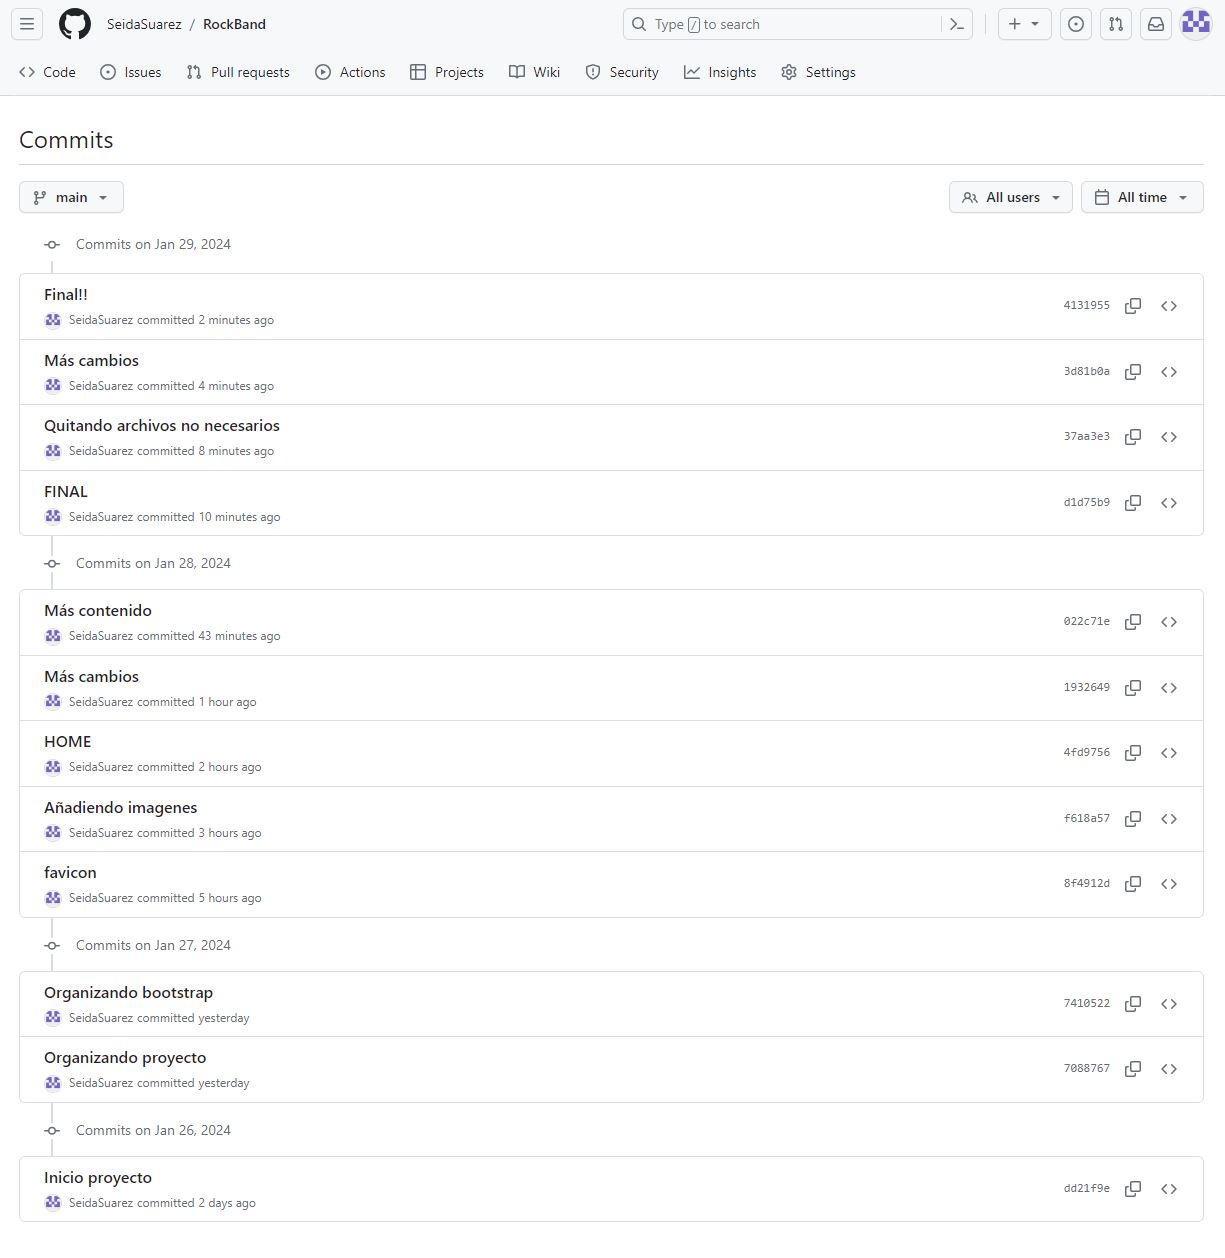 SeidaSuarez / RockBand
Type / to search
Code Issues Pull requests Actions Projects Wiki Security Insights Settings
Commits
main All users All time
Commits on Jan 29, 2024
Final!!
4131955
SeidaSuarez committed 2 minutes ago
Más cambios
3d81b0a
SeidaSuarez committed 4 minutes ago
Quitando archivos no necesarios
37aa3e3
SeidaSuarez committed 8 minutes ago
FINAL
d1d75b9
SeidaSuarez committed 10 minutes ago
Commits on Jan 28, 2024
Más contenido
022c71e
SeidaSuarez committed 43 minutes ago
Más cambios
1932649
SeidaSuarez committed 1 hour ago
HOME
4fd9756
SeidaSuarez committed 2 hours ago
Añadiendo imagenes
f618a57
SeidaSuarez committed 3 hours ago
favicon
8f4912d
SeidaSuarez committed 5 hours ago
Commits on Jan 27, 2024
Organizando bootstrap
7410522
SeidaSuarez committed yesterday
Organizando proyecto
7088767
SeidaSuarez committed yesterday
Commits on Jan 26, 2024
Inicio proyecto
dd21f9e
SeidaSuarez committed 2 days ago